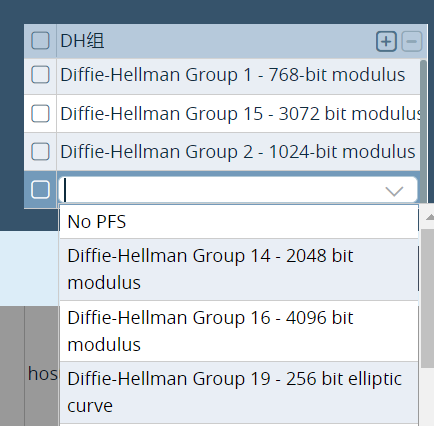 DH组
Diffie-Hellman Group 1 - 768-bit modulus
Diffie-Hellman Group 15 - 3072 bit modulus
Diffie-Hellman Group 2 - 1024-bit modulus
No PFS
Diffie-Hellman Group 14 - 2048 bit
modulus
Diffie-Hellman Group 16 - 4096 bit
modulus
hos
Diffie-Hellman Group 19 - 256 bit elliptic
curve